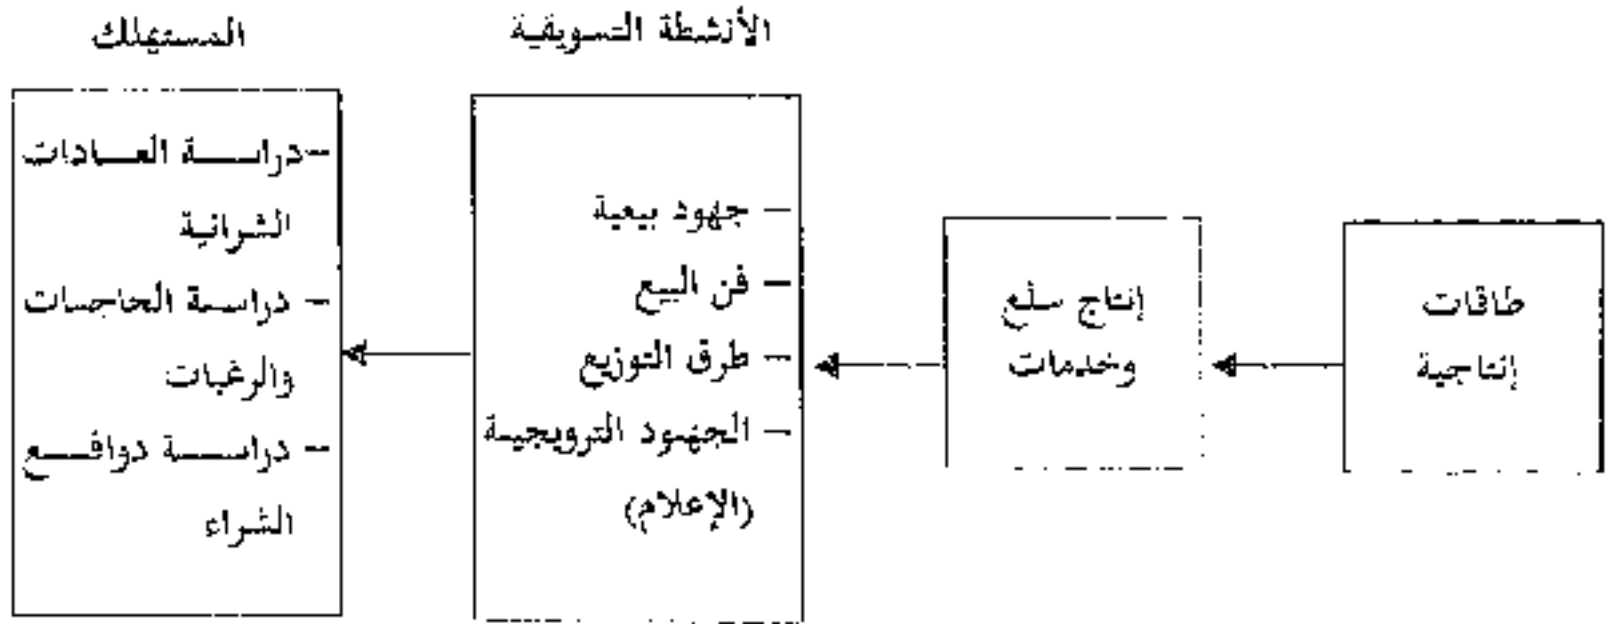 طاقات
إنتاجية
إنتاج سلع
وخدمات
الأنشطة التسويقية
– جهود بيعية
– فن البيع
– طرق التوزيع
– الجهود الترويجية
(الإعلام)
المستهلك
–دراسة العادات
الشرائية
– دراسة الحاجات
والرغبات
– دراسة دوافع
الشراء